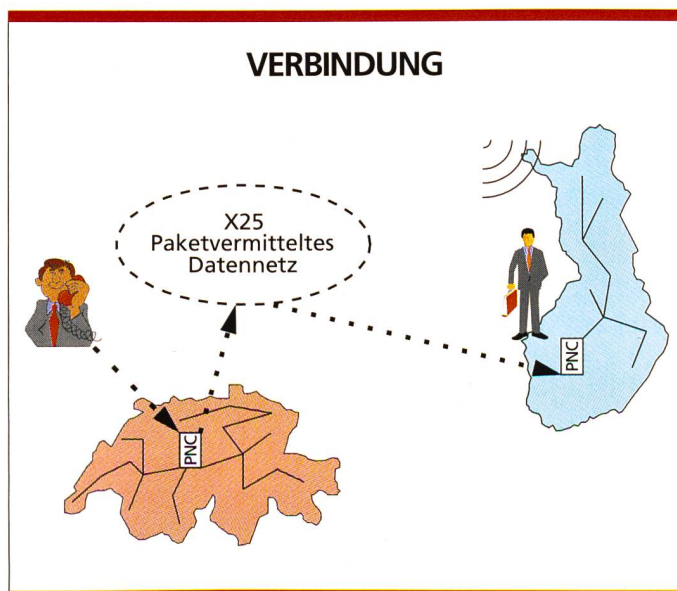 VERBINDUNG
X25
Paketvermitteltes
Datennetz
PNC
PNC